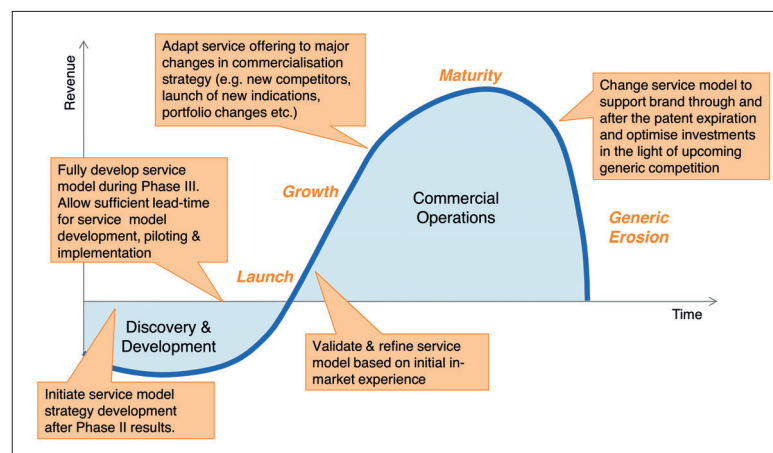 Revenue
Adapt service offering to major
changes in commercialisation
strategy (e.g. new competitors,
launch of new indications,
portfolio changes etc.)
Maturity
Change service model to
support brand through and
after the patent expiration
and optimise investments
in the light of upcoming
generic competition
Fully develop service
model during Phase III.
Allow sufficient lead-time
for service model
development, piloting &
implementation
Growth
Commercial
Operations
Generic
Erosion
Launch
Time
Discovery &
Development
Validate & refine service
model based on initial in-
market experience
Initiate service model
strategy development
after Phase II results.